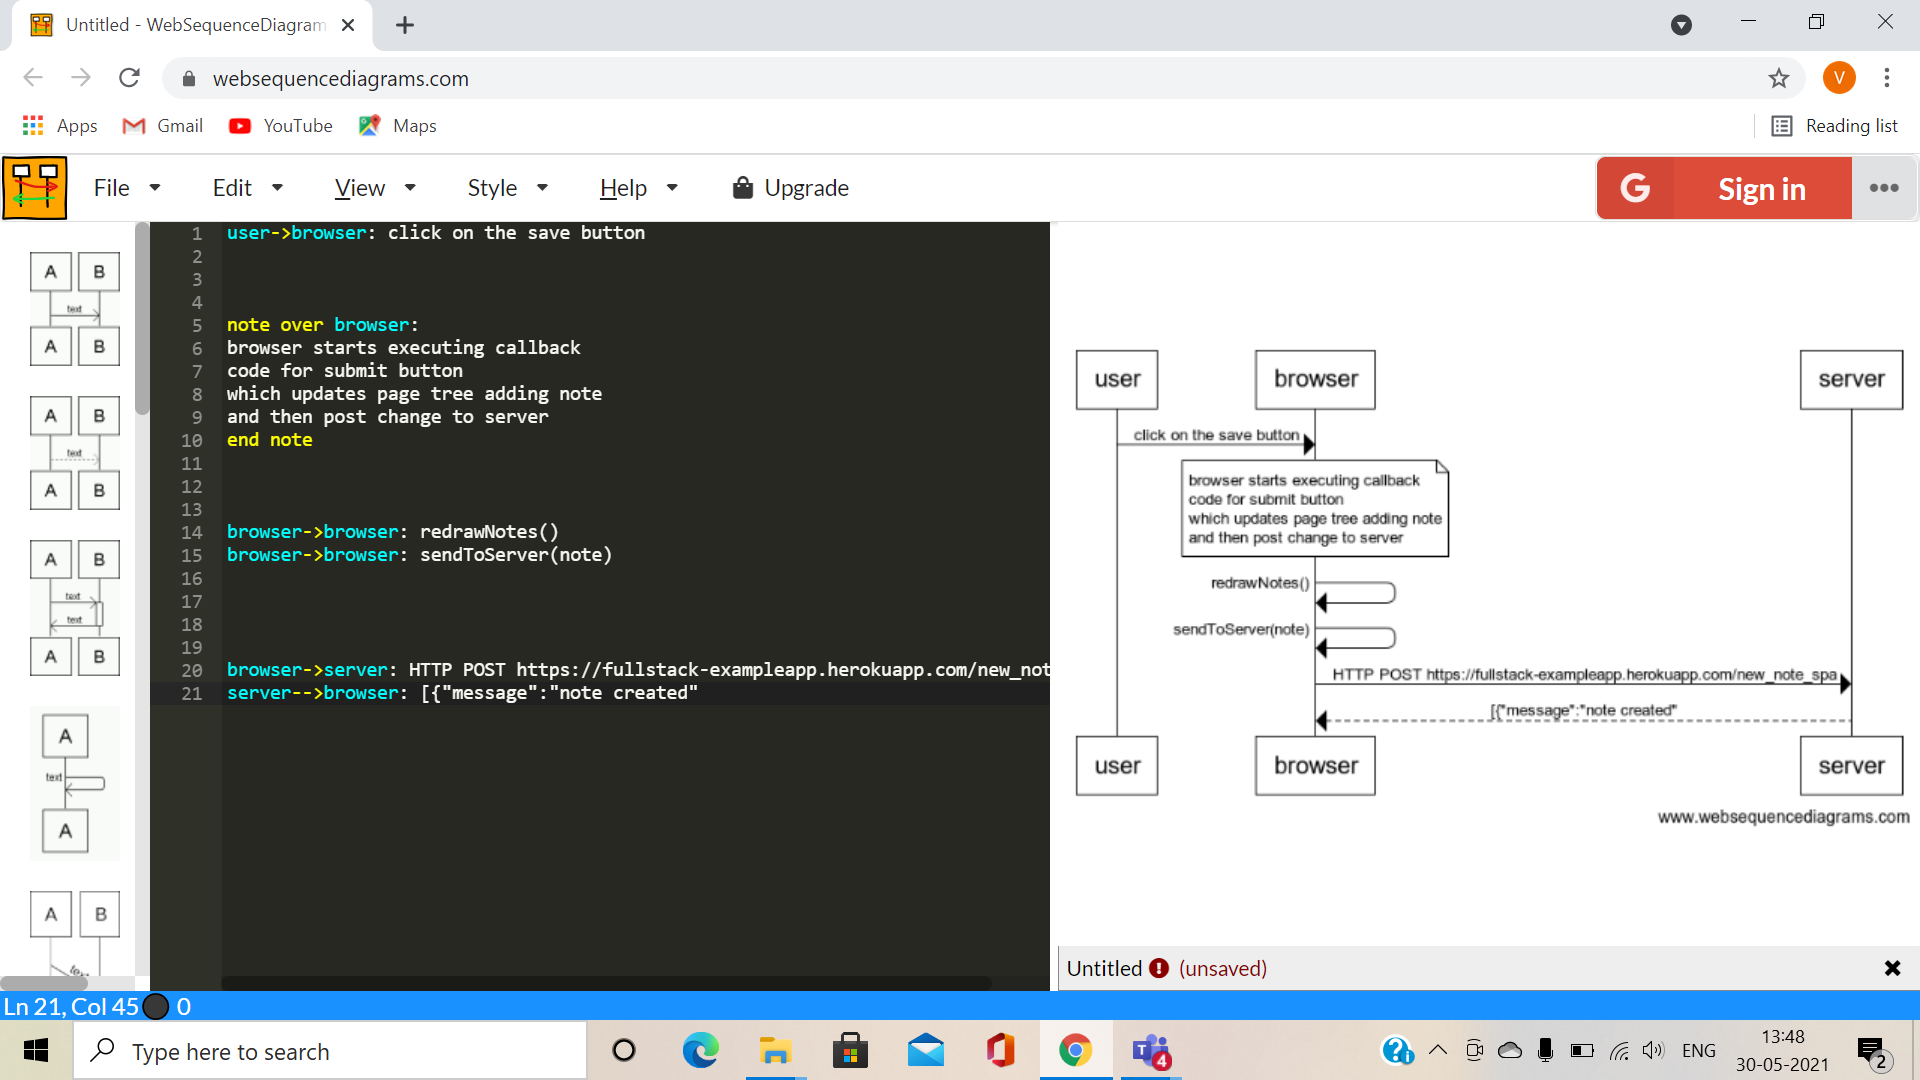 Untitled - WebSequenceDiagram
websequencediagrams.com
V
Apps
Gmail
YouTube
Maps
Reading list
File
Edit
View
Style
Help
Upgrade
G
Sign in
A B
text
A B
A B
text
A B
A B
text
text
A B
A
text
A
A B
1 user->browser: click on the save button
2
3
4
5 note over browser:
6 browser starts executing callback
7 code for submit button
8 which updates page tree adding note
9 and then post change to server
10 end note
11
12
13
14 browser->browser: redrawNotes()
15 browser->browser: sendToServer(note)
16
17
18
19
20 browser->server: HTTP POST https://fullstack-exampleapp.herokuapp.com/new_not
21 server-->browser: [{"message":"note created"
user browser server
click on the save button
browser starts executing callback
code for submit button
which updates page tree adding note
and then post change to server
redrawNotes()
sendToServer(note)
HTTP POST https://fullstack-exampleapp.herokuapp.com/new_note_spa
[{"message":"note created"
user browser server
www.websequencediagrams.com
Untitled (unsaved)
Ln 21, Col 45 0
Type here to search
T
4
ENG
13:48
30-05-2021
2